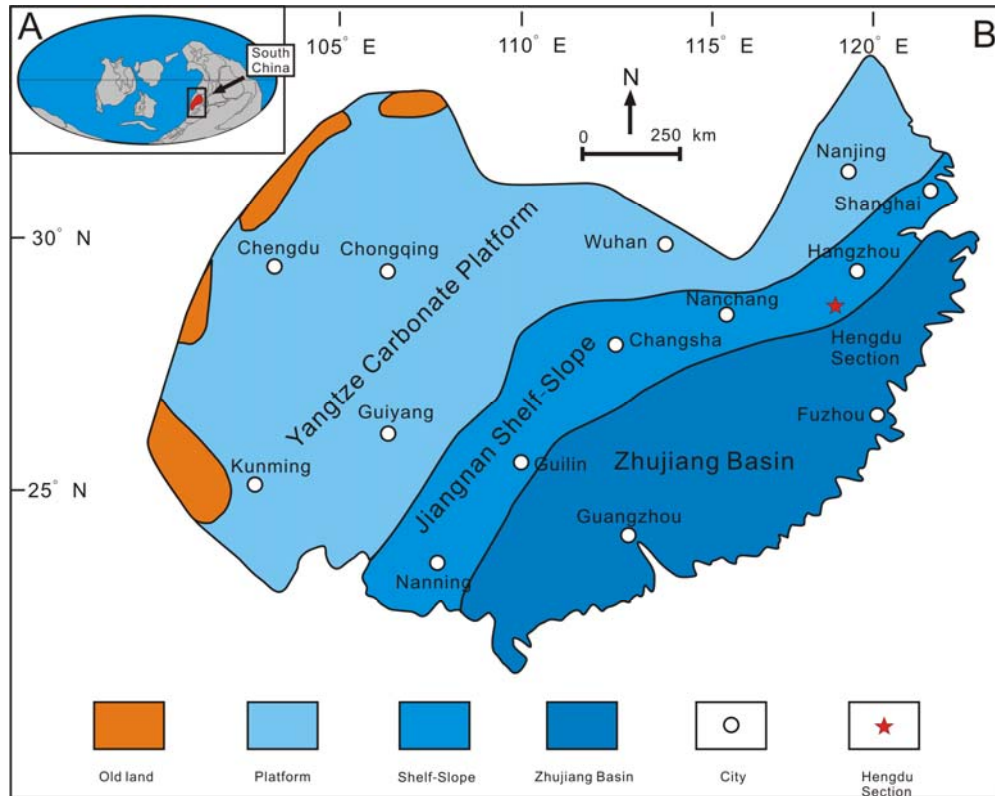 A
South
China
105° E
110° E
115° E
120° E
B
N
0 250 km
Nanjing
Shanghai
30° N
Chengdu
Chongqing
Wuhan
Hangzhou
Yangtze Carbonate Platform
Nanchang
Changsha
Hengdu
Section
Jiangnan Shelf-Slope
Guiyang
Fuzhou
Kunming
Guilin
Zhujiang Basin
25° N
Guangzhou
Nanning
Old land
Platform
Shelf-Slope
Zhujiang Basin
City
Hengdu
Section